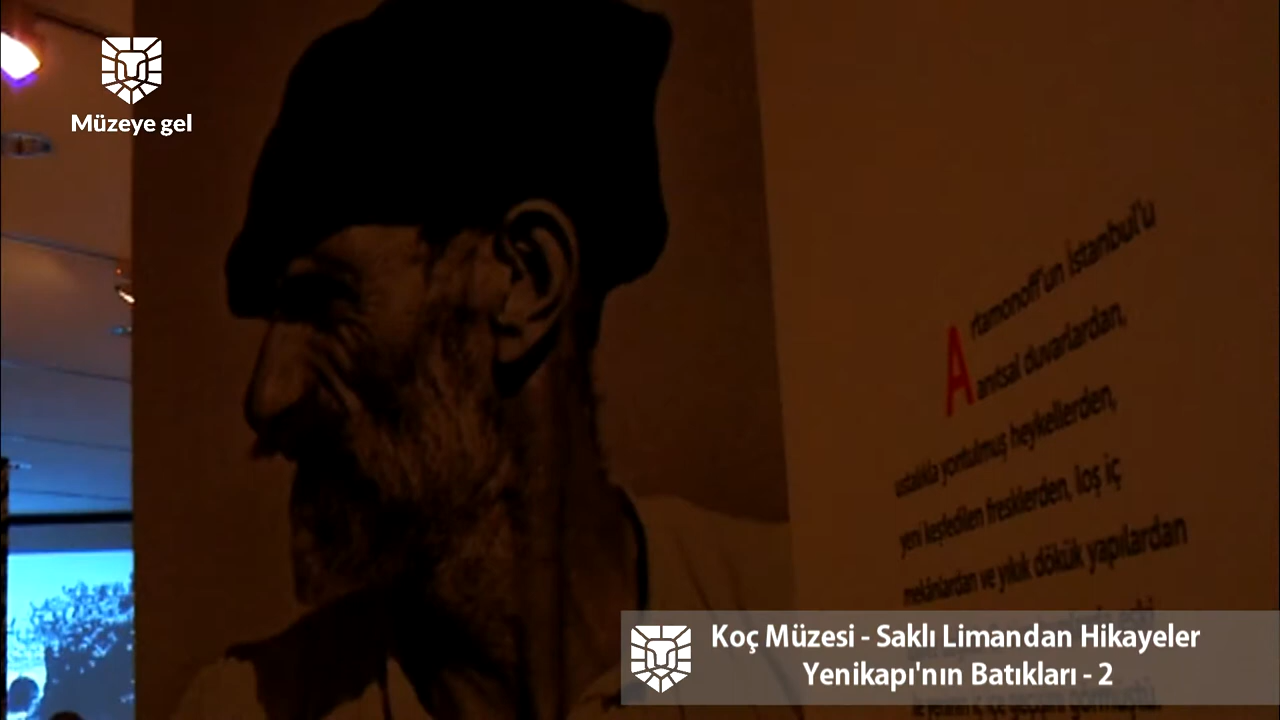 Müzeye gel
Artamonoff'un İstanbul'u
anıtsal duvarlardan,
ustalıkla yontulmuş heykellerden,
yeni keşfedilen fresklerden, loş iç
mekânlardan ve yıkık dökük yapılardan
Koç Müzesi - Saklı Limandan Hikayeler
Yenikapı'nın Batıkları - 2